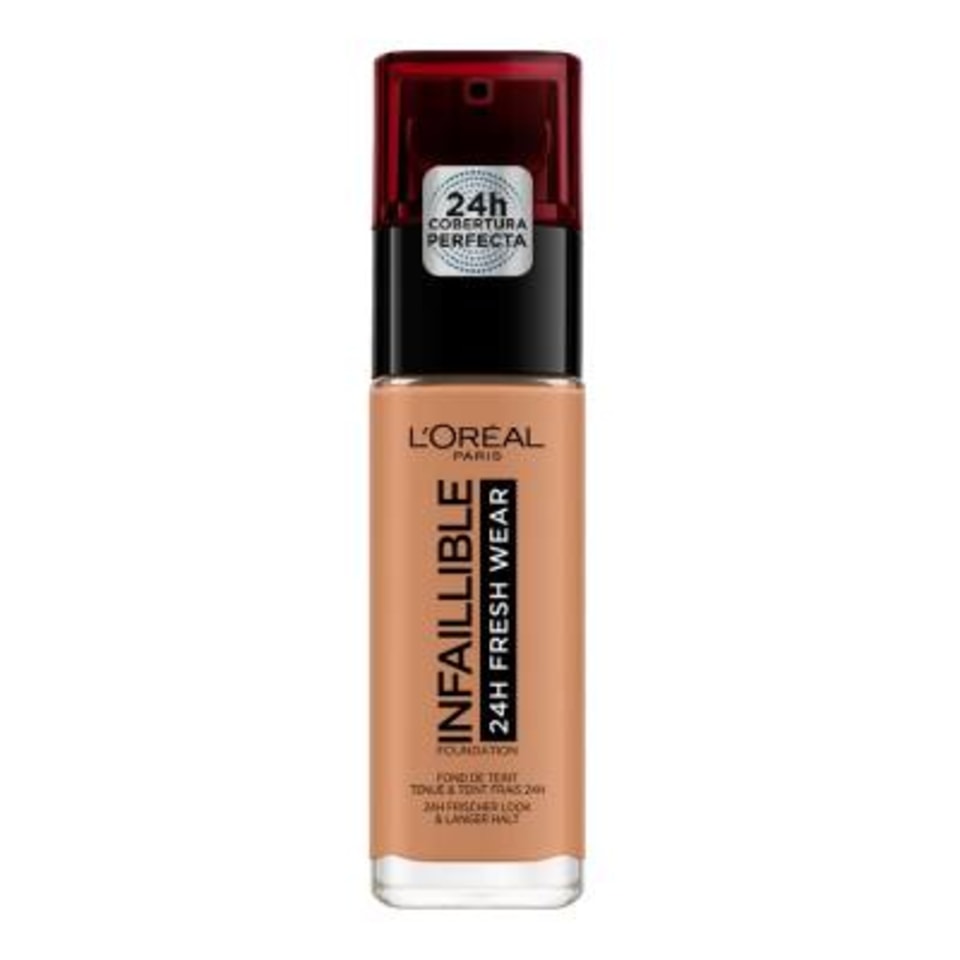 24h
COBERTURA
PERFECTA
L'ORÉAL
PARIS
INFAILLIBLE
24H FRESH WEAR
FOUNDATION
FOND DE TEINT
TENUE & TEINT FRAIS 24H
24H FRISCHER LOOK
& LANGER HALT